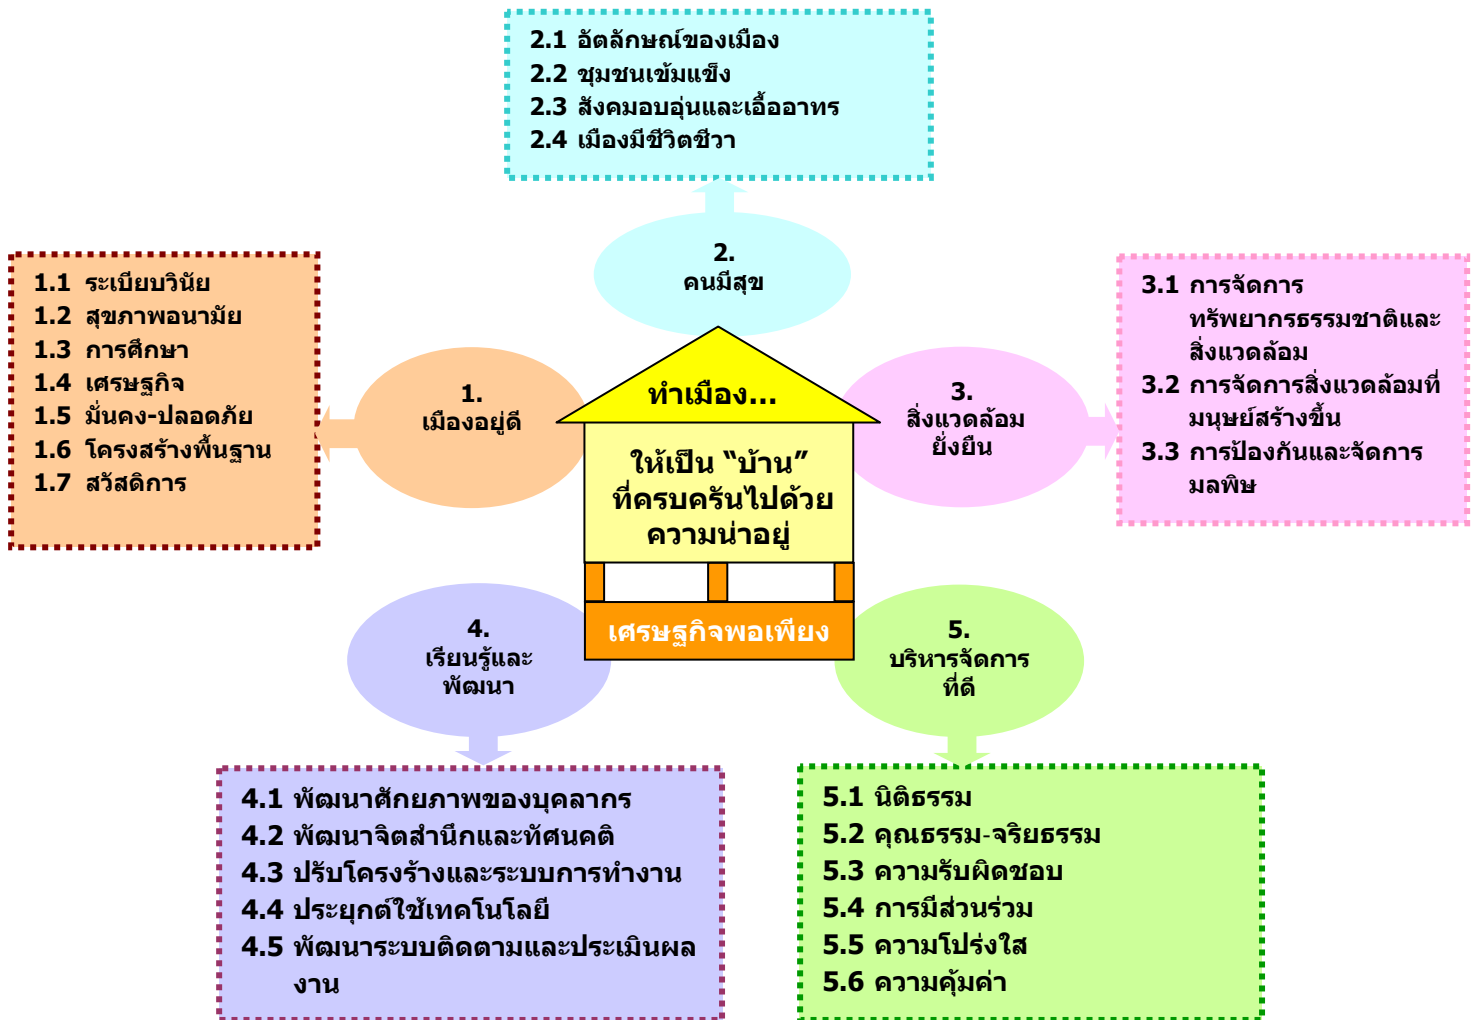 2.1 อัตลักษณ์ของเมือง
2.2 ชุมชนเข้มแข็ง
2.3 สังคมอบอุ่นและเอื้ออาทร
2.4 เมืองมีชีวิตชีวา
2.
คนมีสุข
1.1 ระเบียบวินัย
1.2 สุขภาพอนามัย
1.3 การศึกษา
1.4 เศรษฐกิจ
1.5 มั่นคง-ปลอดภัย
1.6 โครงสร้างพื้นฐาน
1.7 สวัสดิการ
1.
เมืองอยู่ดี
ทำเมือง...
ให้เป็น “บ้าน”
ที่ครบครันไปด้วย
ความน่าอยู่
เศรษฐกิจพอเพียง
3.
สิ่งแวดล้อม
ยั่งยืน
3.1 การจัดการ
ทรัพยากรธรรมชาติและ
สิ่งแวดล้อม
3.2 การจัดการสิ่งแวดล้อมที่
มนุษย์สร้างขึ้น
3.3 การป้องกันและจัดการ
มลพิษ
4.
เรียนรู้และ
พัฒนา
5.
บริหารจัดการ
ที่ดี
4.1 พัฒนาศักยภาพของบุคลากร
4.2 พัฒนาจิตสำนึกและทัศนคติ
4.3 ปรับโครงร้างและระบบการทำงาน
4.4 ประยุกต์ใช้เทคโนโลยี
4.5 พัฒนาระบบติดตามและประเมินผล
งาน
5.1 นิติธรรม
5.2 คุณธรรม-จริยธรรม
5.3 ความรับผิดชอบ
5.4 การมีส่วนร่วม
5.5 ความโปร่งใส
5.6 ความคุ้มค่า